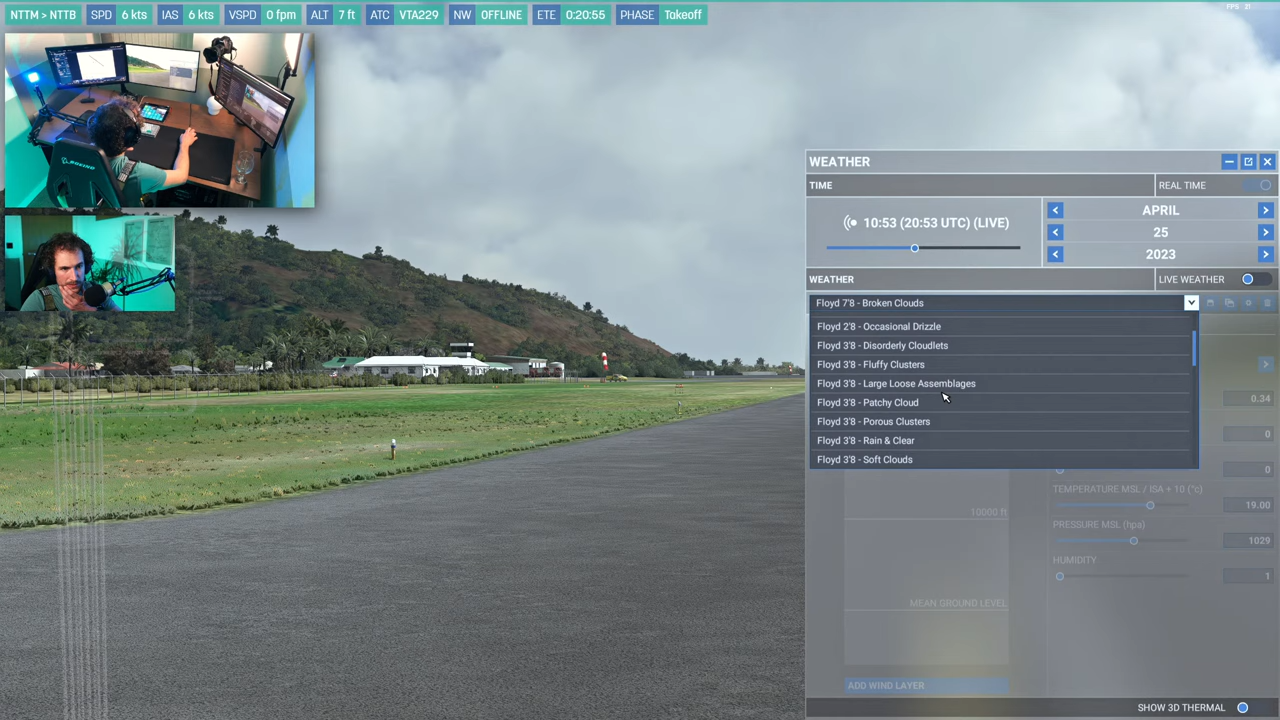 NTTM > NTTB SPD 6 kts IAS 6 kts VSPD 0 fpm ALT 7 ft ATC VTA229 NW OFFLINE ETE 0:20:55 PHASE Takeoff
FPS 21
WEATHER
TIME
REAL TIME
10:53 (20:53 UTC) (LIVE)
APRIL
25
2023
WEATHER
LIVE WEATHER
Floyd 7'8 - Broken Clouds
Floyd 2'8 - Occasional Drizzle
Floyd 3'8 - Disorderly Cloudlets
Floyd 3'8 - Fluffy Clusters
Floyd 3'8 - Large Loose Assemblages
Floyd 3'8 - Patchy Cloud
Floyd 3'8 - Porous Clusters
Floyd 3'8 - Rain & Clear
Floyd 3'8 - Soft Clouds
0.34
0
0
TEMPERATURE MSL / ISA + 10 (°c)
19.00
10000 ft
PRESSURE MSL (hpa)
1029
HUMIDITY
1
MEAN GROUND LEVEL
ADD WIND LAYER
SHOW 3D THERMAL